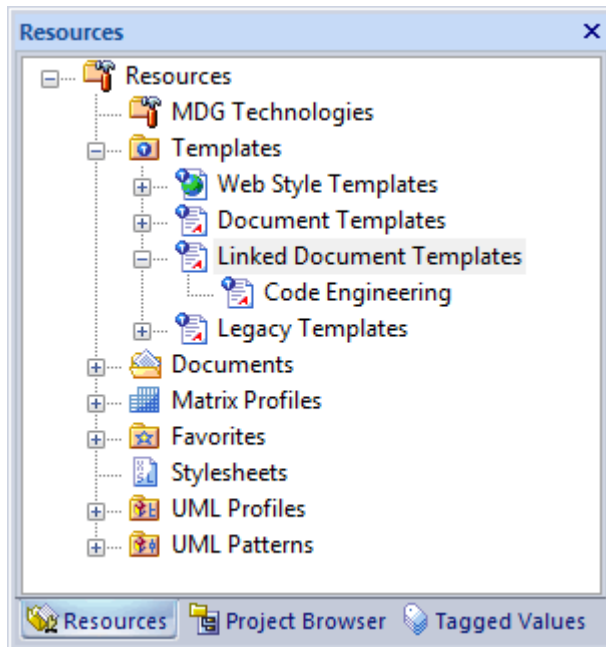 Resources
Resources
MDG Technologies
Templates
Web Style Templates
Document Templates
Linked Document Templates
Code Engineering
Legacy Templates
Documents
Matrix Profiles
Favorites
Stylesheets
UML Profiles
UML Patterns
Resources Project Browser Tagged Values